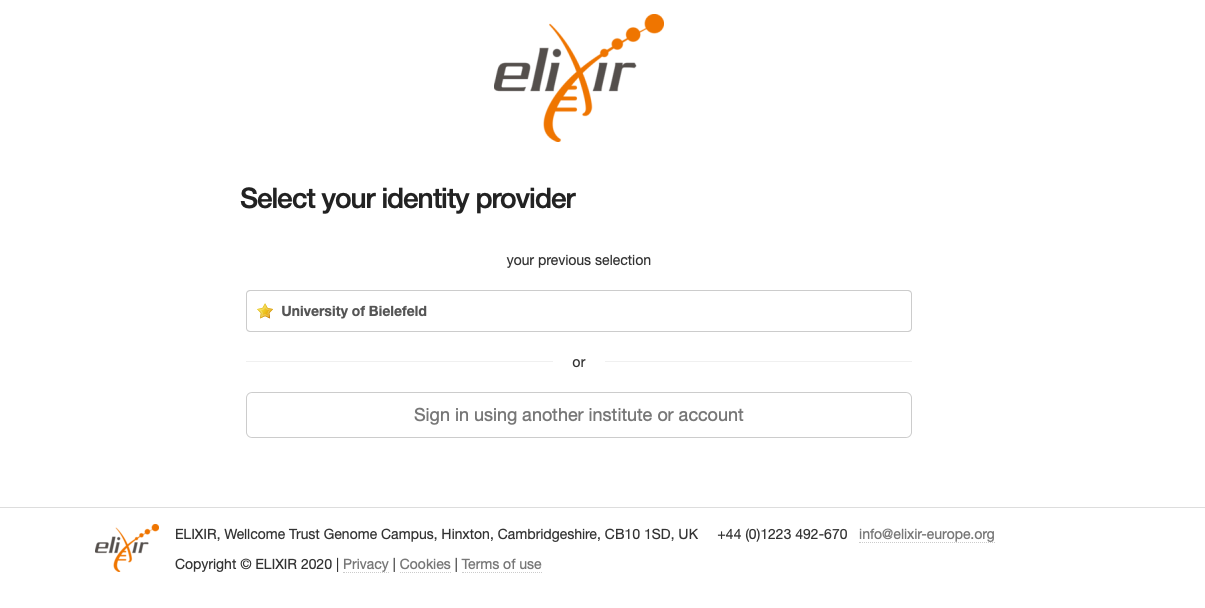 elixir
Select your identity provider
your previous selection
University of Bielefeld
or
Sign in using another institute or account
elixir
ELIXIR, Wellcome Trust Genome Campus, Hinxton, Cambridgeshire, CB10 1SD, UK +44 (0)1223 492-670 info@elixir-europe.org
Copyright © ELIXIR 2020 | Privacy | Cookies | Terms of use